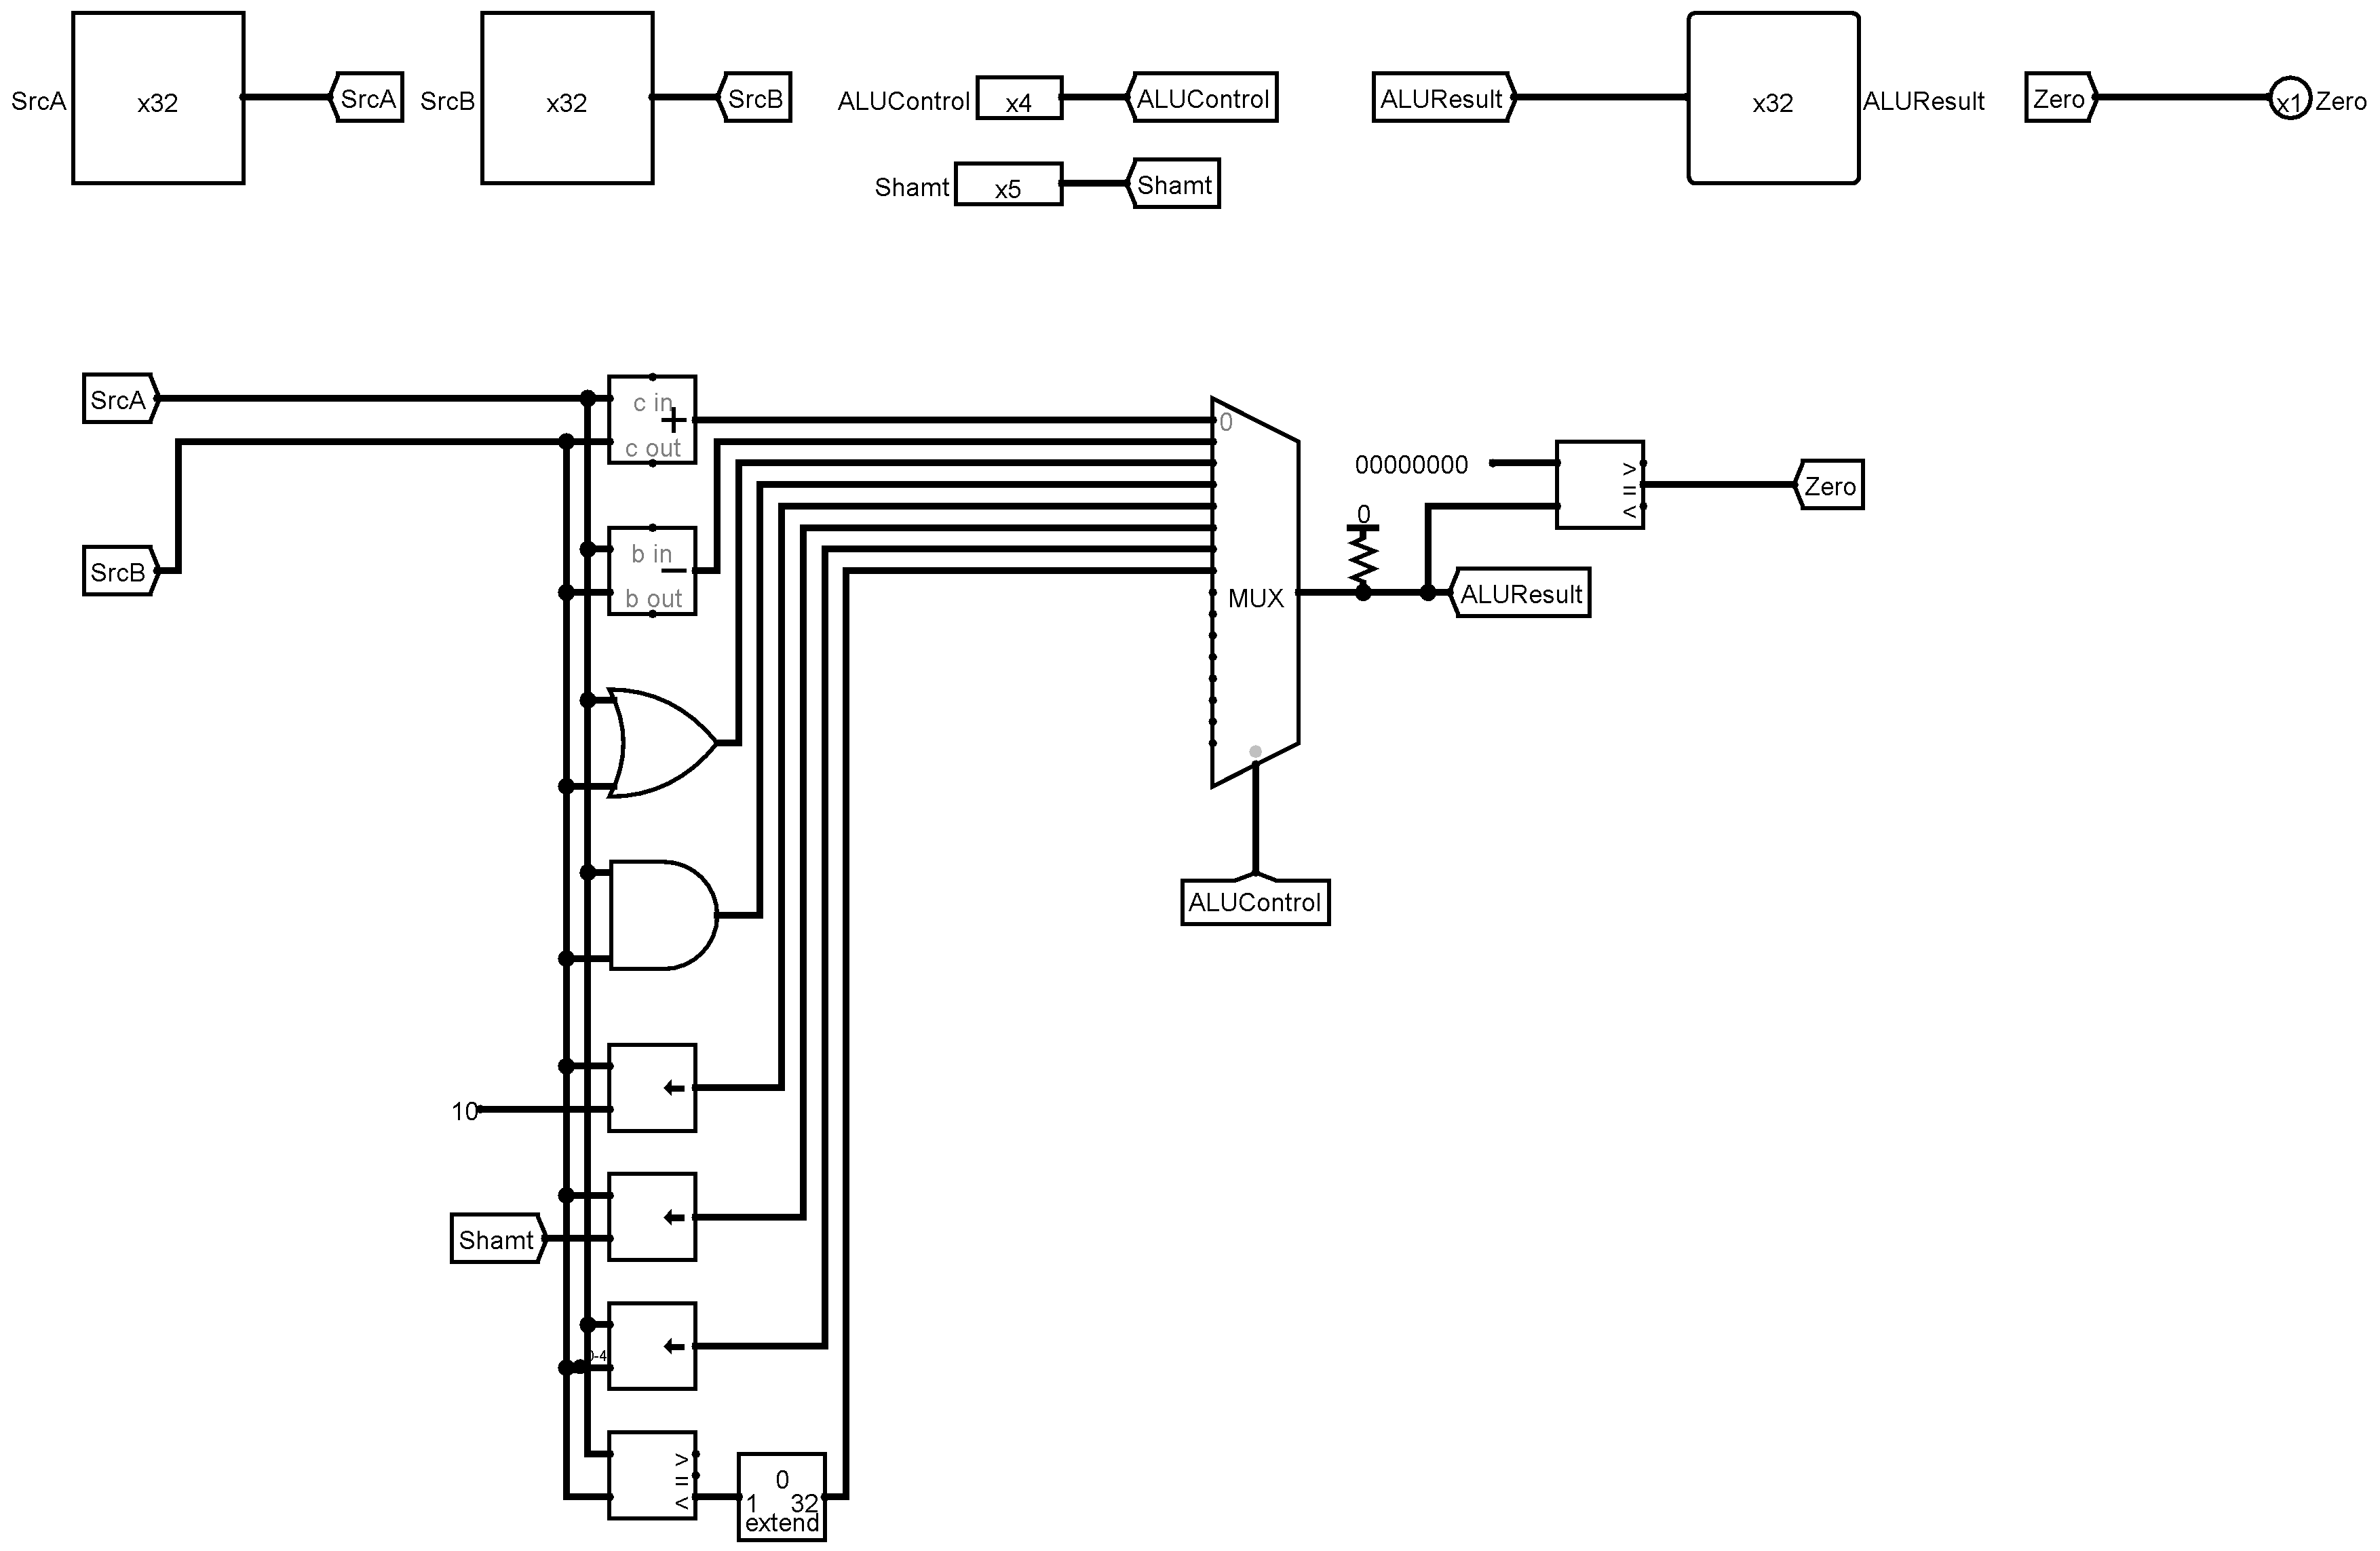 SrcA
x32
SrcA
SrcB
x32
SrcB
ALUControl
x4
ALUControl
ALUResult
x32
ALUResult
Zero
x1
Zero
Shamt
x5
Shamt
SrcA
c in
+
c out
0
00000000
>
=
<
Zero
0
SrcB
b in
b out
MUX
ALUResult
ALUControl
10
Shamt
0-4
>
=
<
0
1 32
extend